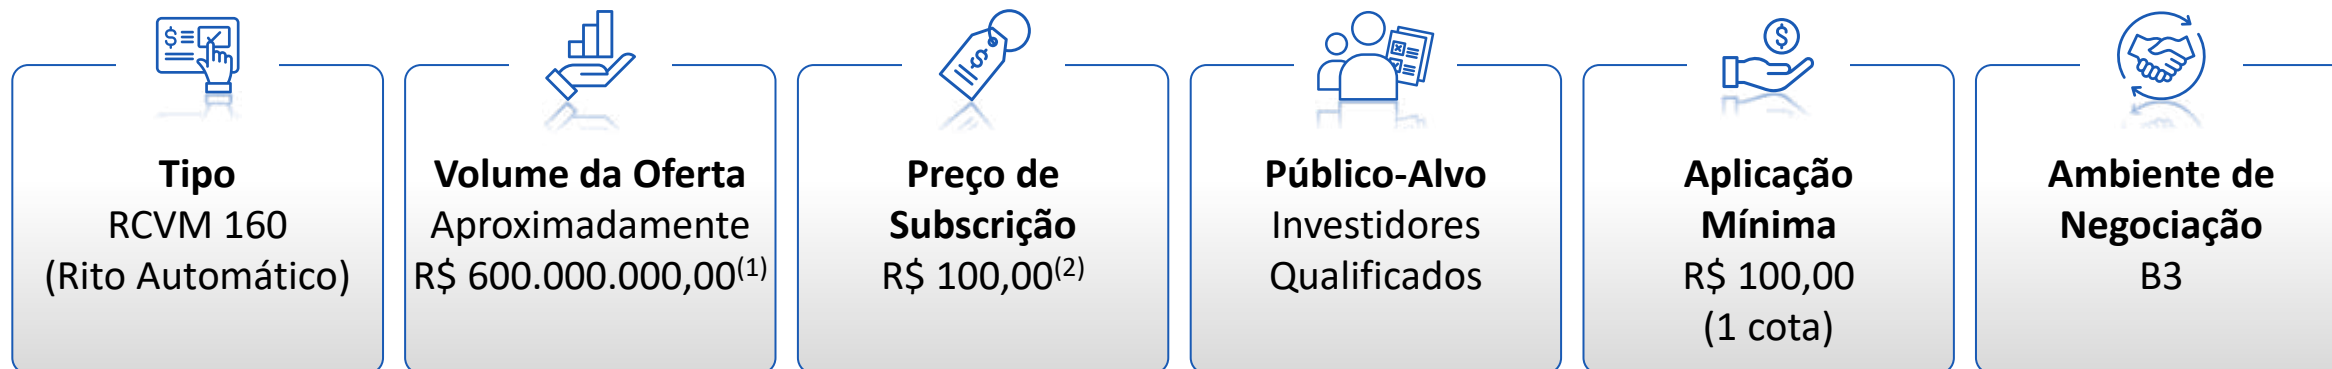 Tipo
RCVM 160
(Rito Automático)
Volume da Oferta
Aproximadamente
R$ 600.000.000,00(1)
Preço de
Subscrição
R$ 100,00(2)
Público-Alvo
Investidores
Qualificados
Aplicação
Mínima
R$ 100,00
(1 cota)
Ambiente de
Negociação
B3